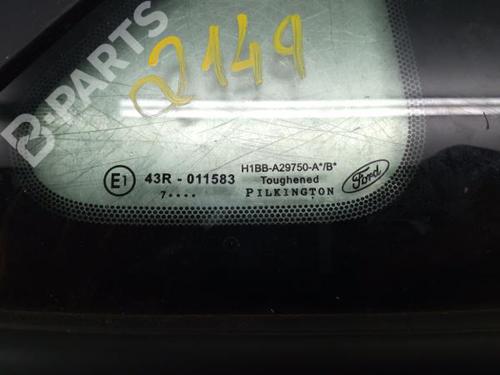 B-PARTS
2149
E1 43R - 011583
7····
H1BB-A29750-A*/B*
Toughened
PILKINGTON
Ford